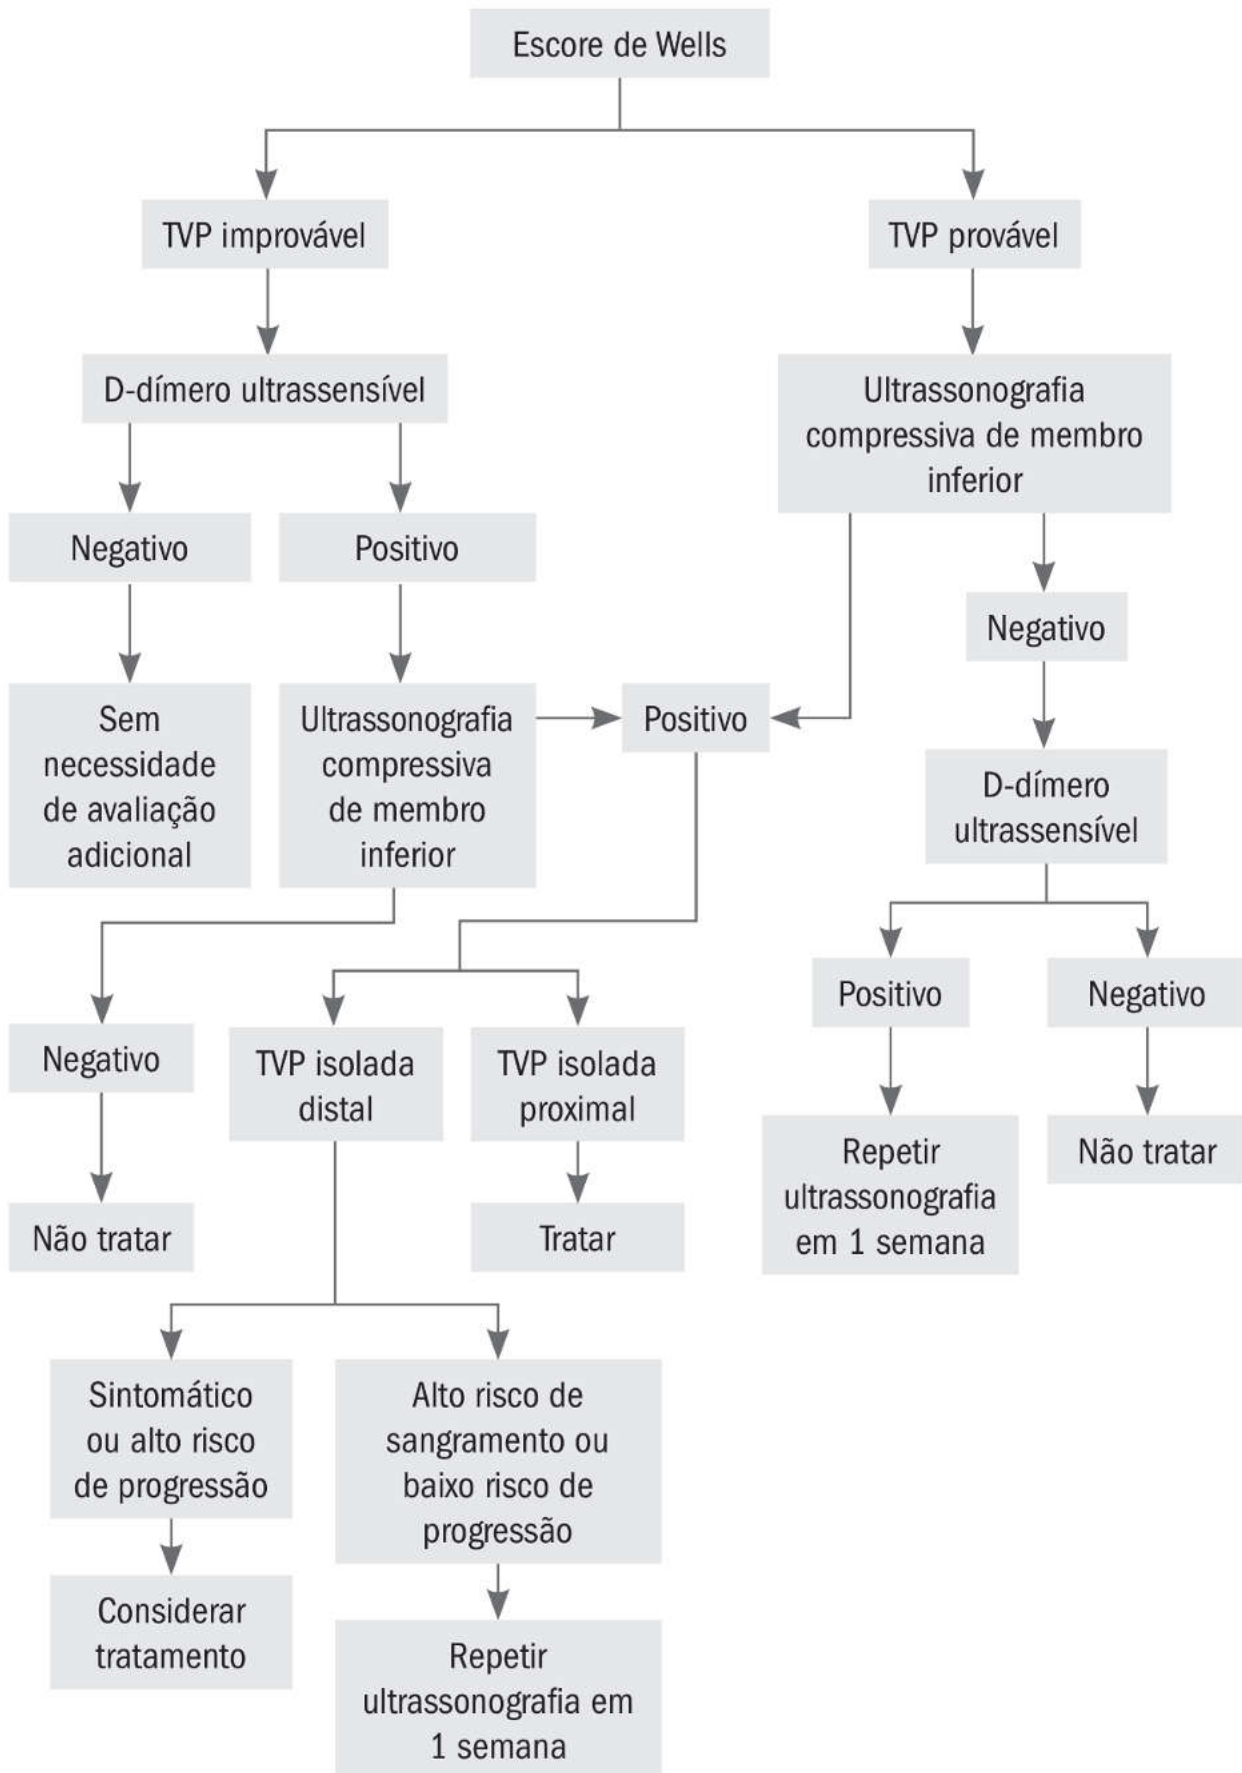 Escore de Wells
TVP improvável
TVP provável
D-dímero ultrassensível
Ultrassonografia
compressiva de membro
inferior
Negativo
Positivo
Negativo
Sem
necessidade
de avaliação
adicional
Ultrassonografia
compressiva
de membro
inferior
Positivo
D-dímero
ultrassensível
Positivo
Negativo
Negativo
TVP isolada
distal
TVP isolada
proximal
Repetir
ultrassonografia
em 1 semana
Não tratar
Não tratar
Tratar
Sintomático
ou alto risco
de progressão
Alto risco de
sangramento ou
baixo risco de
progressão
Considerar
tratamento
Repetir
ultrassonografia em
1 semana